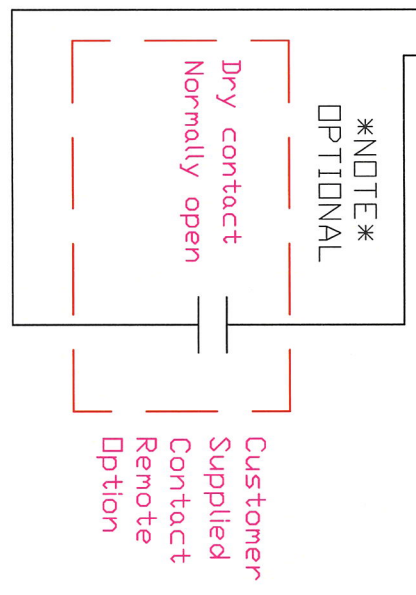 *NOTE*
OPTIONAL
Dry contact
Normally open
Customer
Supplied
Contact
Remote
Option